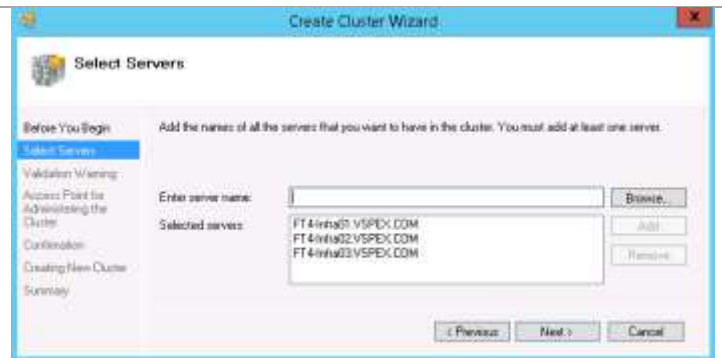 Create Cluster Wizard
Select Servers
Before You Begin
Select Servers
Validation Warning
Access Point for
Administering the
Cluster
Confirmation
Creating New Cluster
Summary
Add the names of all the servers that you want to have in the cluster. You must add at least one server.
Enter server name:
Browse...
Selected servers:
FT4-Infra01.VSPEX.COM
FT4-Infra02.VSPEX.COM
FT4-Infra03.VSPEX.COM
Add
Remove
< Previous
Next >
Cancel